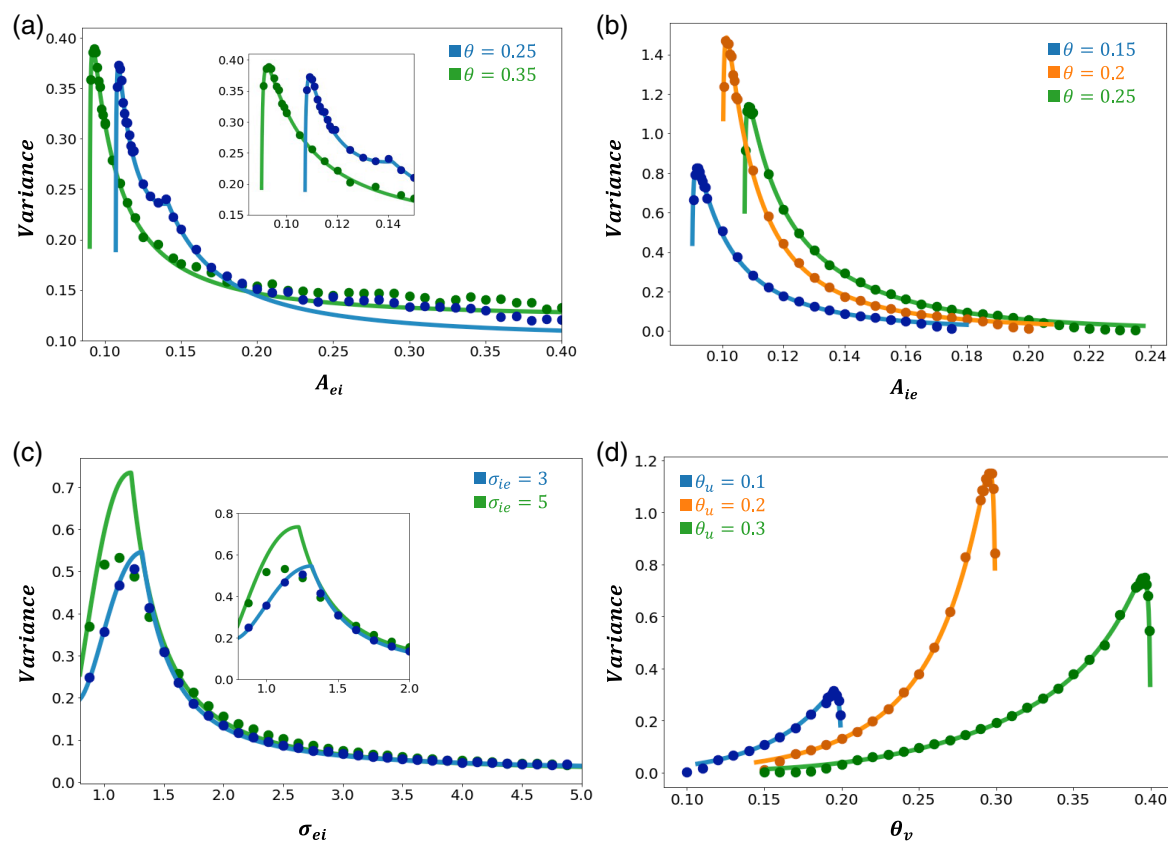 (a)
Variance
0.40
0.35
0.30
0.25
0.20
0.15
0.10
θ = 0.25
θ = 0.35
0.40
0.35
0.30
0.25
0.20
0.15
0.10 0.12 0.14
0.10 0.15 0.20 0.25 0.30 0.35 0.40
A_ei
(b)
Variance
1.4
1.2
1.0
0.8
0.6
0.4
0.2
0.0
θ = 0.15
θ = 0.2
θ = 0.25
0.10 0.12 0.14 0.16 0.18 0.20 0.22 0.24
A_ie
(c)
Variance
0.7
0.6
0.5
0.4
0.3
0.2
0.1
0.0
σ_ie = 3
σ_ie = 5
0.8
0.6
0.4
0.2
0.0
1.0 1.5 2.0
1.0 1.5 2.0 2.5 3.0 3.5 4.0 4.5 5.0
σ_ei
(d)
Variance
1.2
1.0
0.8
0.6
0.4
0.2
0.0
θ_u = 0.1
θ_u = 0.2
θ_u = 0.3
0.10 0.15 0.20 0.25 0.30 0.35 0.40
θ_v